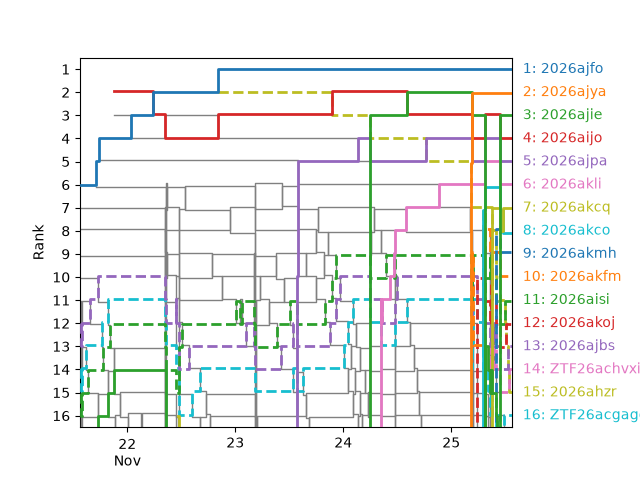 1
2
3
4
5
6
7
8
9
10
11
12
13
14
15
16
Rank
22
23
24
25
Nov
1: 2026ajfo
2: 2026ajya
3: 2026ajie
4: 2026aijo
5: 2026ajpa
6: 2026akli
7: 2026akcq
8: 2026akco
9: 2026akmh
10: 2026akfm
11: 2026aisi
12: 2026akoj
13: 2026ajbs
14: ZTF26achvxi
15: 2026ahzr
16: ZTF26acgag